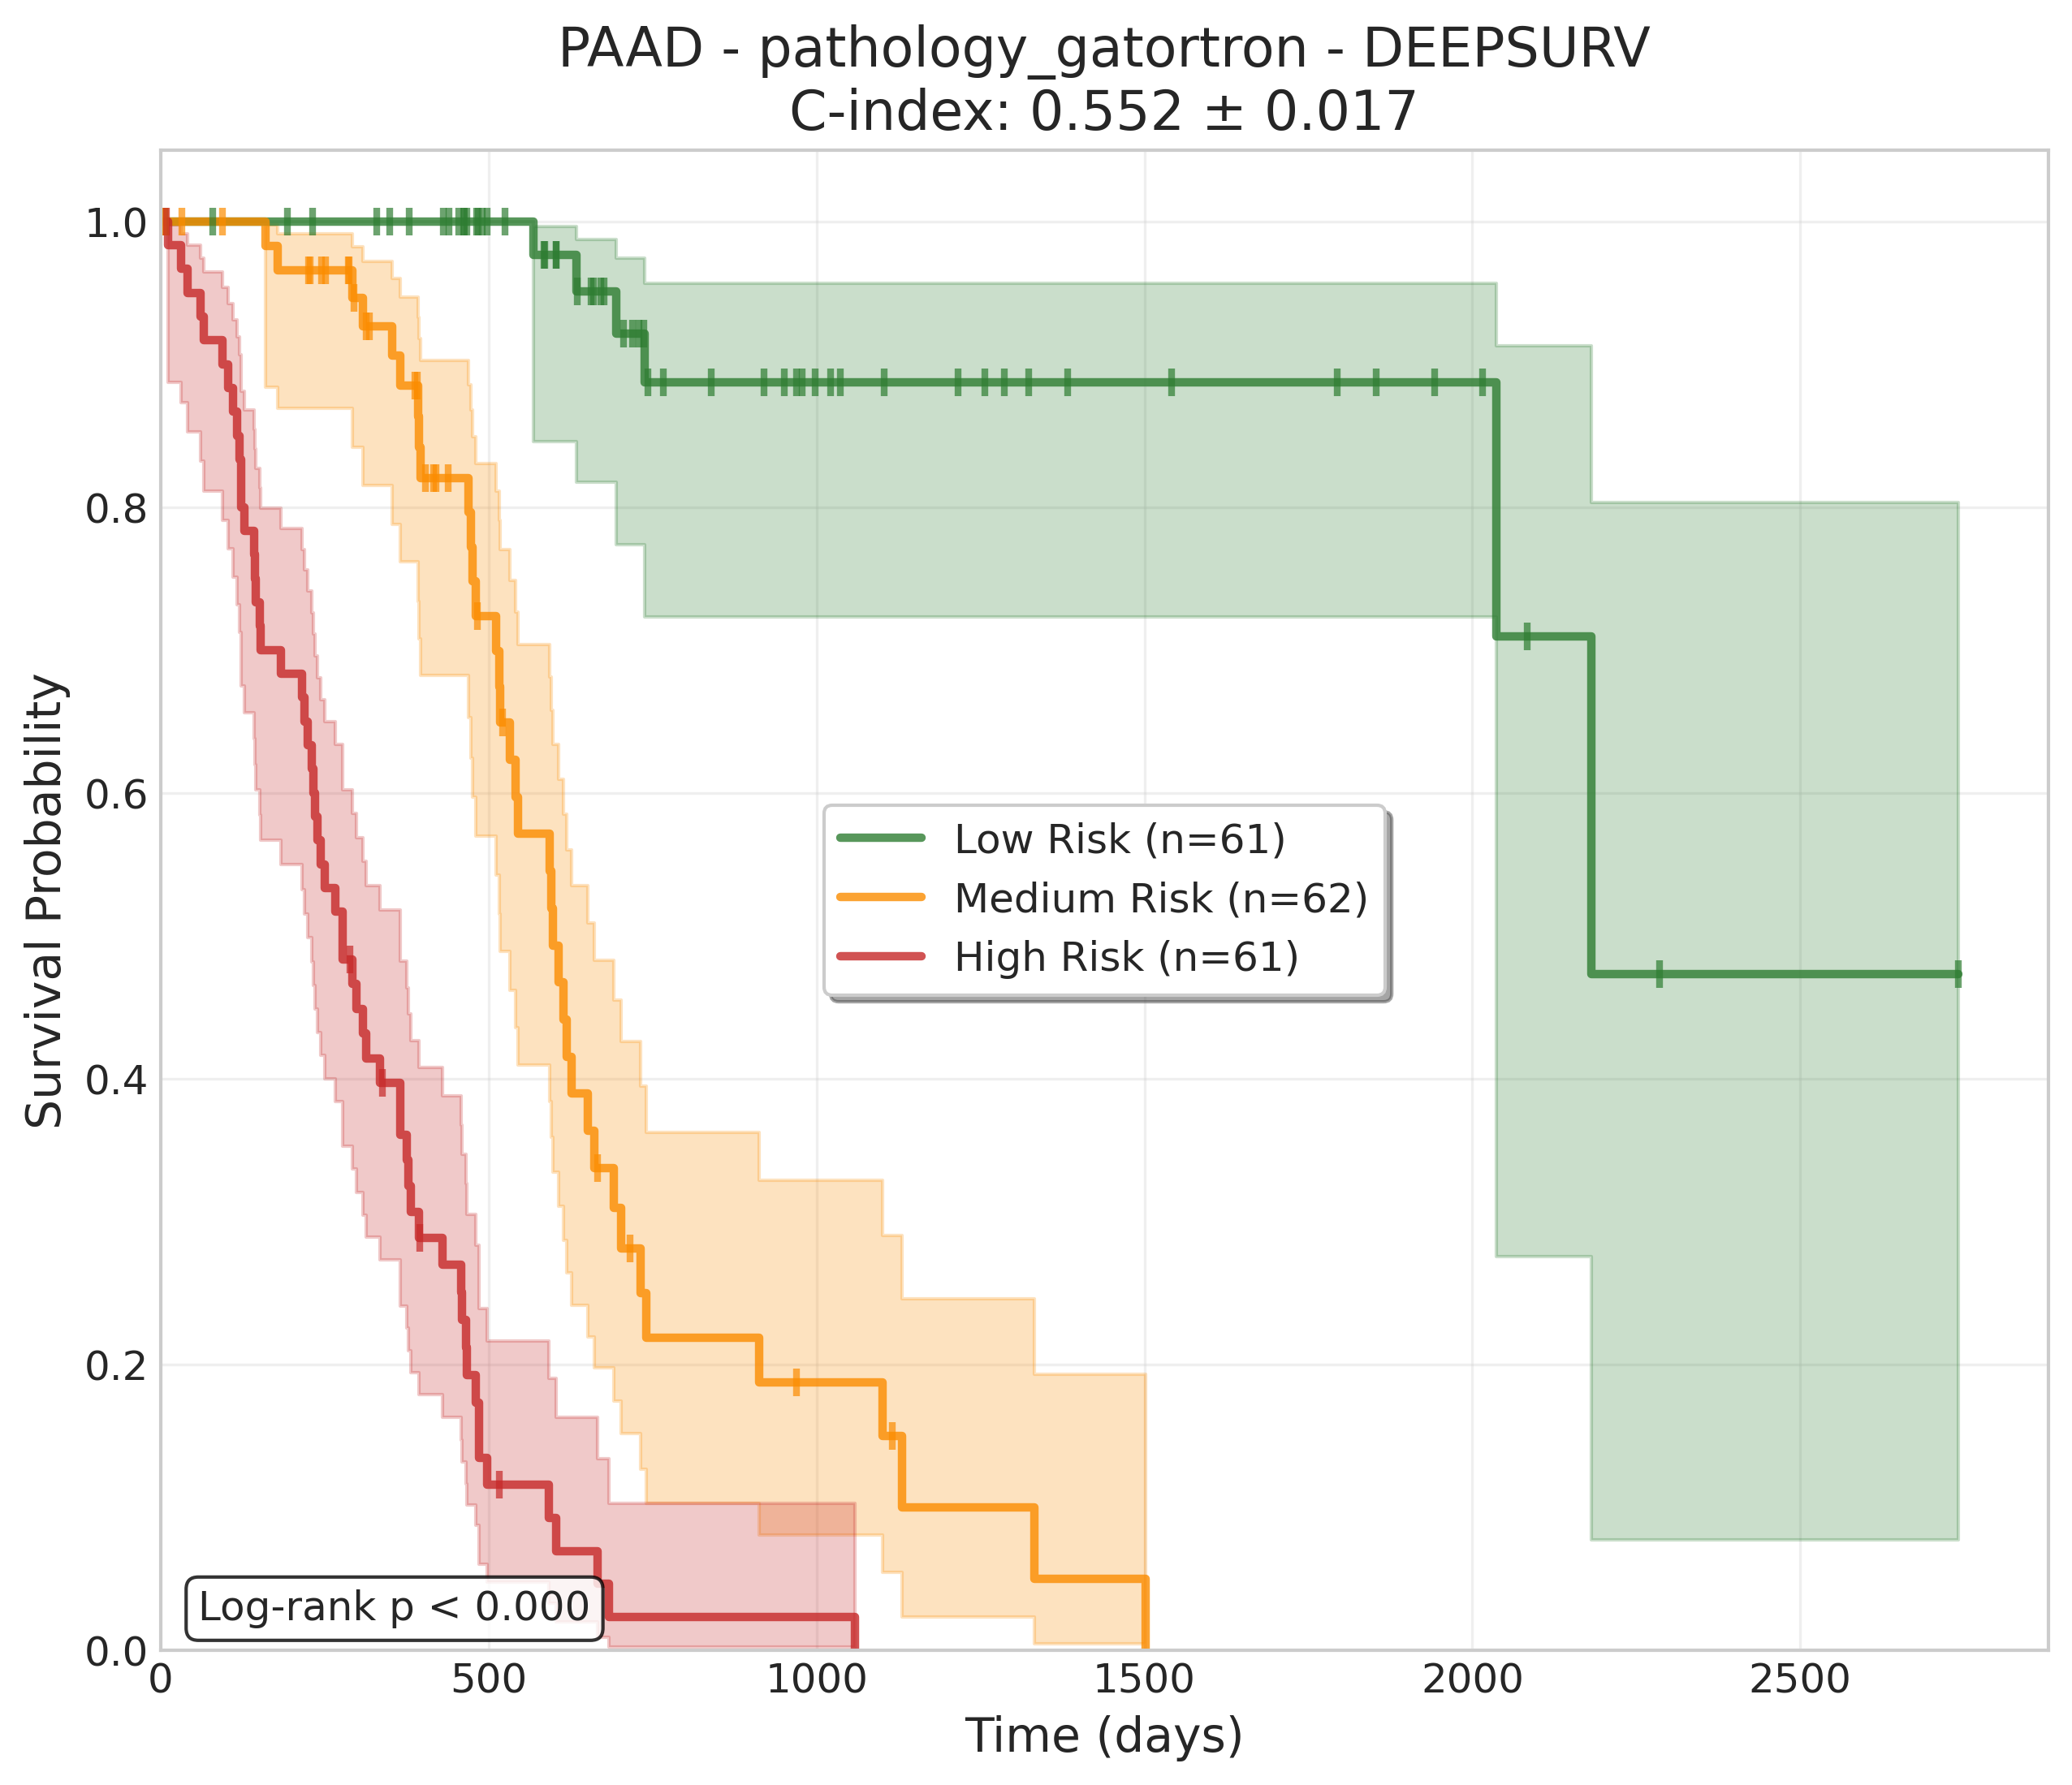 PAAD - pathology_gatortron - DEEPSURV
C-index: 0.552 ± 0.017
Survival Probability
1.0
0.8
0.6
0.4
0.2
0.0
Low Risk (n=61)
Medium Risk (n=62)
High Risk (n=61)
Log-rank p < 0.000
0
500
1000
1500
2000
2500
Time (days)